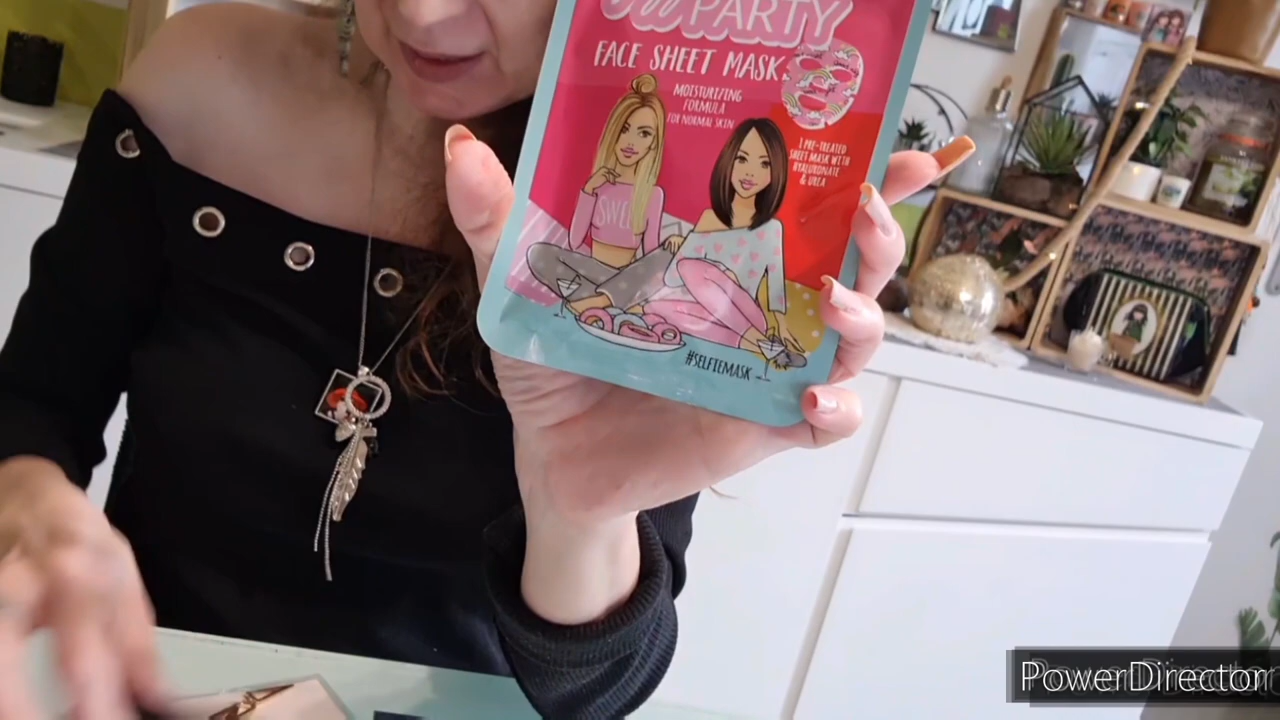 PARTY
FACE SHEET MASK
MOISTURIZING
FORMULA
FOR NORMAL SKIN
1 PRE-TREATED
SHEET MASK WITH
HYALURONATE
& UREA
#SELFIEMASK
PowerDirector